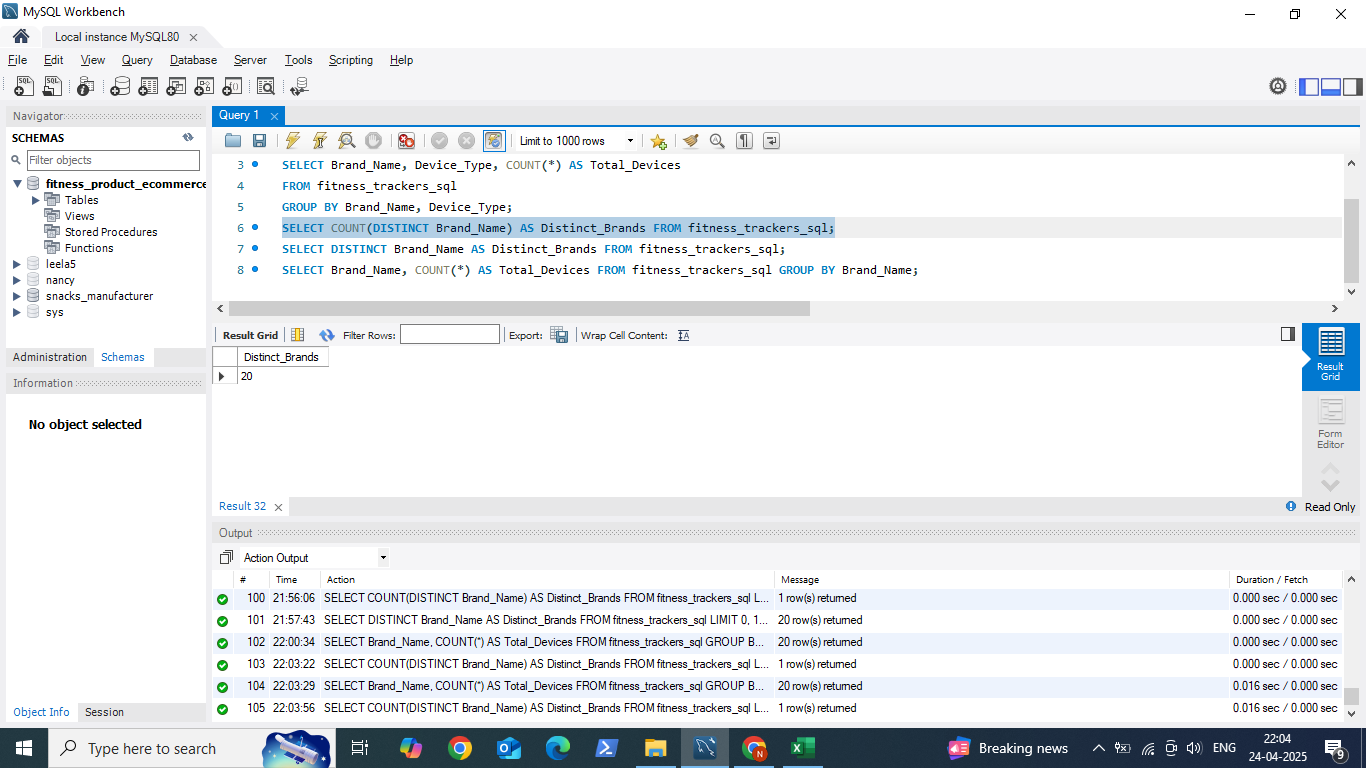 MySQL Workbench
Local instance MySQL80
File Edit View Query Database Server Tools Scripting Help
Navigator
SCHEMAS
Filter objects
fitness_product_ecommerce
Tables
Views
Stored Procedures
Functions
leela5
nancy
snacks_manufacturer
sys
Administration Schemas
Information
No object selected
Object Info Session
Query 1
Limit to 1000 rows
3 SELECT Brand_Name, Device_Type, COUNT(*) AS Total_Devices
4 FROM fitness_trackers_sql
5 GROUP BY Brand_Name, Device_Type;
6 SELECT COUNT(DISTINCT Brand_Name) AS Distinct_Brands FROM fitness_trackers_sql;
7 SELECT DISTINCT Brand_Name AS Distinct_Brands FROM fitness_trackers_sql;
8 SELECT Brand_Name, COUNT(*) AS Total_Devices FROM fitness_trackers_sql GROUP BY Brand_Name;
Result Grid Filter Rows: Export: Wrap Cell Content:
Distinct_Brands
20
Result Grid
Form Editor
Result 32
Read Only
Output
Action Output
# Time Action Message Duration / Fetch
100 21:56:06 SELECT COUNT(DISTINCT Brand_Name) AS Distinct_Brands FROM fitness_trackers_sql L... 1 row(s) returned 0.000 sec / 0.000 sec
101 21:57:43 SELECT DISTINCT Brand_Name AS Distinct_Brands FROM fitness_trackers_sql LIMIT 0, 1... 20 row(s) returned 0.000 sec / 0.000 sec
102 22:00:34 SELECT Brand_Name, COUNT(*) AS Total_Devices FROM fitness_trackers_sql GROUP B... 20 row(s) returned 0.000 sec / 0.000 sec
103 22:03:22 SELECT COUNT(DISTINCT Brand_Name) AS Distinct_Brands FROM fitness_trackers_sql L... 1 row(s) returned 0.000 sec / 0.000 sec
104 22:03:29 SELECT Brand_Name, COUNT(*) AS Total_Devices FROM fitness_trackers_sql GROUP B... 20 row(s) returned 0.016 sec / 0.000 sec
105 22:03:56 SELECT COUNT(DISTINCT Brand_Name) AS Distinct_Brands FROM fitness_trackers_sql L... 1 row(s) returned 0.016 sec / 0.000 sec
Type here to search
Breaking news
ENG
22:04
24-04-2025
9